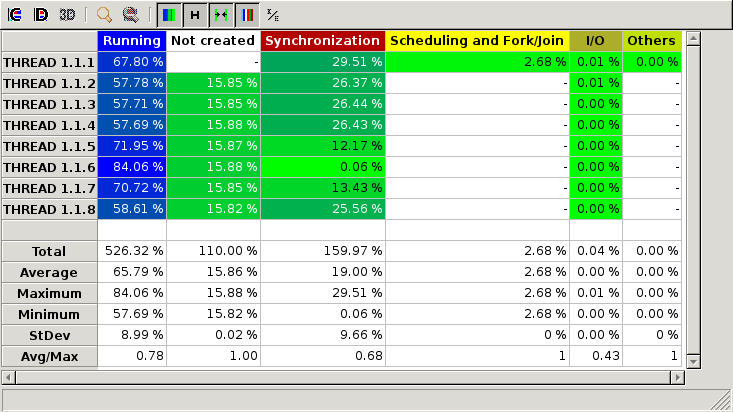 3D H I/E
Running Not created Synchronization Scheduling and Fork/Join I/O Others
THREAD 1.1.1 67.80 % - 29.51 % 2.68 % 0.01 % 0.00 %
THREAD 1.1.2 57.78 % 15.85 % 26.37 % - 0.01 % -
THREAD 1.1.3 57.71 % 15.85 % 26.44 % - 0.00 % -
THREAD 1.1.4 57.69 % 15.88 % 26.43 % - 0.00 % -
THREAD 1.1.5 71.95 % 15.87 % 12.17 % - 0.00 % -
THREAD 1.1.6 84.06 % 15.88 % 0.06 % - 0.00 % -
THREAD 1.1.7 70.72 % 15.85 % 13.43 % - 0.00 % -
THREAD 1.1.8 58.61 % 15.82 % 25.56 % - 0.00 % -
Total 526.32 % 110.00 % 159.97 % 2.68 % 0.04 % 0.00 %
Average 65.79 % 15.86 % 19.00 % 2.68 % 0.00 % 0.00 %
Maximum 84.06 % 15.88 % 29.51 % 2.68 % 0.01 % 0.00 %
Minimum 57.69 % 15.82 % 0.06 % 2.68 % 0.00 % 0.00 %
StDev 8.99 % 0.02 % 9.66 % 0 % 0.00 % 0 %
Avg/Max 0.78 1.00 0.68 1 0.43 1